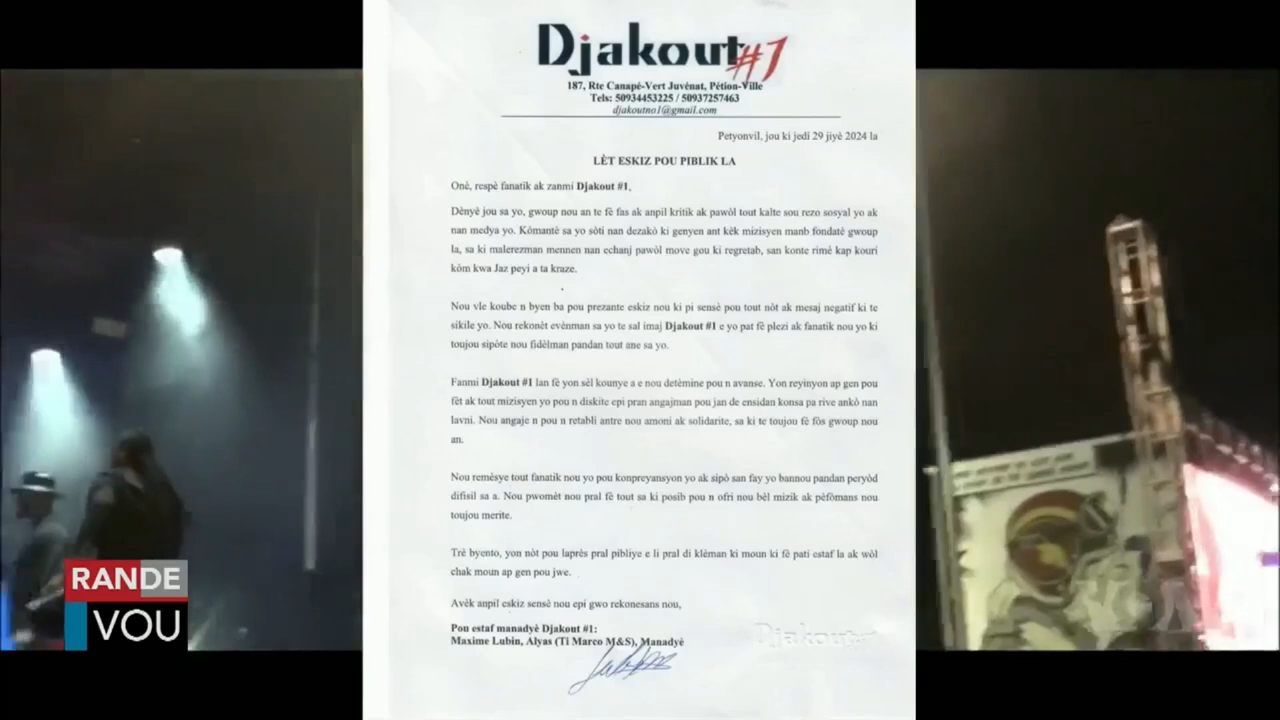 Djakout #1
187, Rte Canapé-Vert Juvénat, Pétion-Ville
Tels: 50934453225 / 50937257463
djakoutno1@gmail.com
Petyonvil, jou ki jedi 29 jiyè 2024 la
LÈT ESKIZ POU PIBLIK LA
Onè, respè fanatik ak zanmi Djakout #1,
Dènyè jou sa yo, gwoup nou an te fè fas ak anpil kritik ak pawòl tout kalte sou rezo sosyal yo ak
nan medya yo. Kòmantè sa yo sòti nan dezakò ki genyen ant kèk mizisyen manb fondatè gwoup
la, sa ki malerezman mennen nan echanj pawòl move gou ki regretab, san konte rimè kap kouri
kòm kwa Jaz peyi a ta kraze.
Nou vle koube n byen ba pou prezante eskiz nou ki pi sensè pou tout nòt ak mesaj negatif ki te
sikile yo. Nou rekonèt evènman sa yo te sal imaj Djakout #1 e yo pat fè plezi ak fanatik nou yo ki
toujou sipòte nou fidèlman pandan tout ane sa yo.
Fanmi Djakout #1 lan fè yon sèl kounye a e nou detèmine pou n avanse. Yon reyinyon ap gen pou
fèt ak tout mizisyen yo pou n diskite epi pran angajman pou jan de ensidan konsa pa rive ankò nan
lavni. Nou angaje n pou n retabli antre nou amoni ak solidarite, sa ki te toujou fè fòs gwoup nou
an.
Nou remèsye tout fanatik nou yo pou konpreyansyon yo ak sipò san fay yo bannou pandan peryòd
difisil sa a. Nou pwomèt nou pral fè tout sa ki posib pou n ofri nou bèl mizik ak pèfòmans nou
toujou merite.
Trè byento, yon nòt pou laprès pral pibliye e li pral di klèman ki moun ki fè pati estaf la ak wòl
chak moun ap gen pou jwe.
Avèk anpil eskiz sensè nou epi gwo rekonesans nou,
Pou estaf manadyè Djakout #1:
Maxime Lubin, Alyas (Ti Marco M&S), Manadyè
Djakout #1
RANDE
VOU
VOA